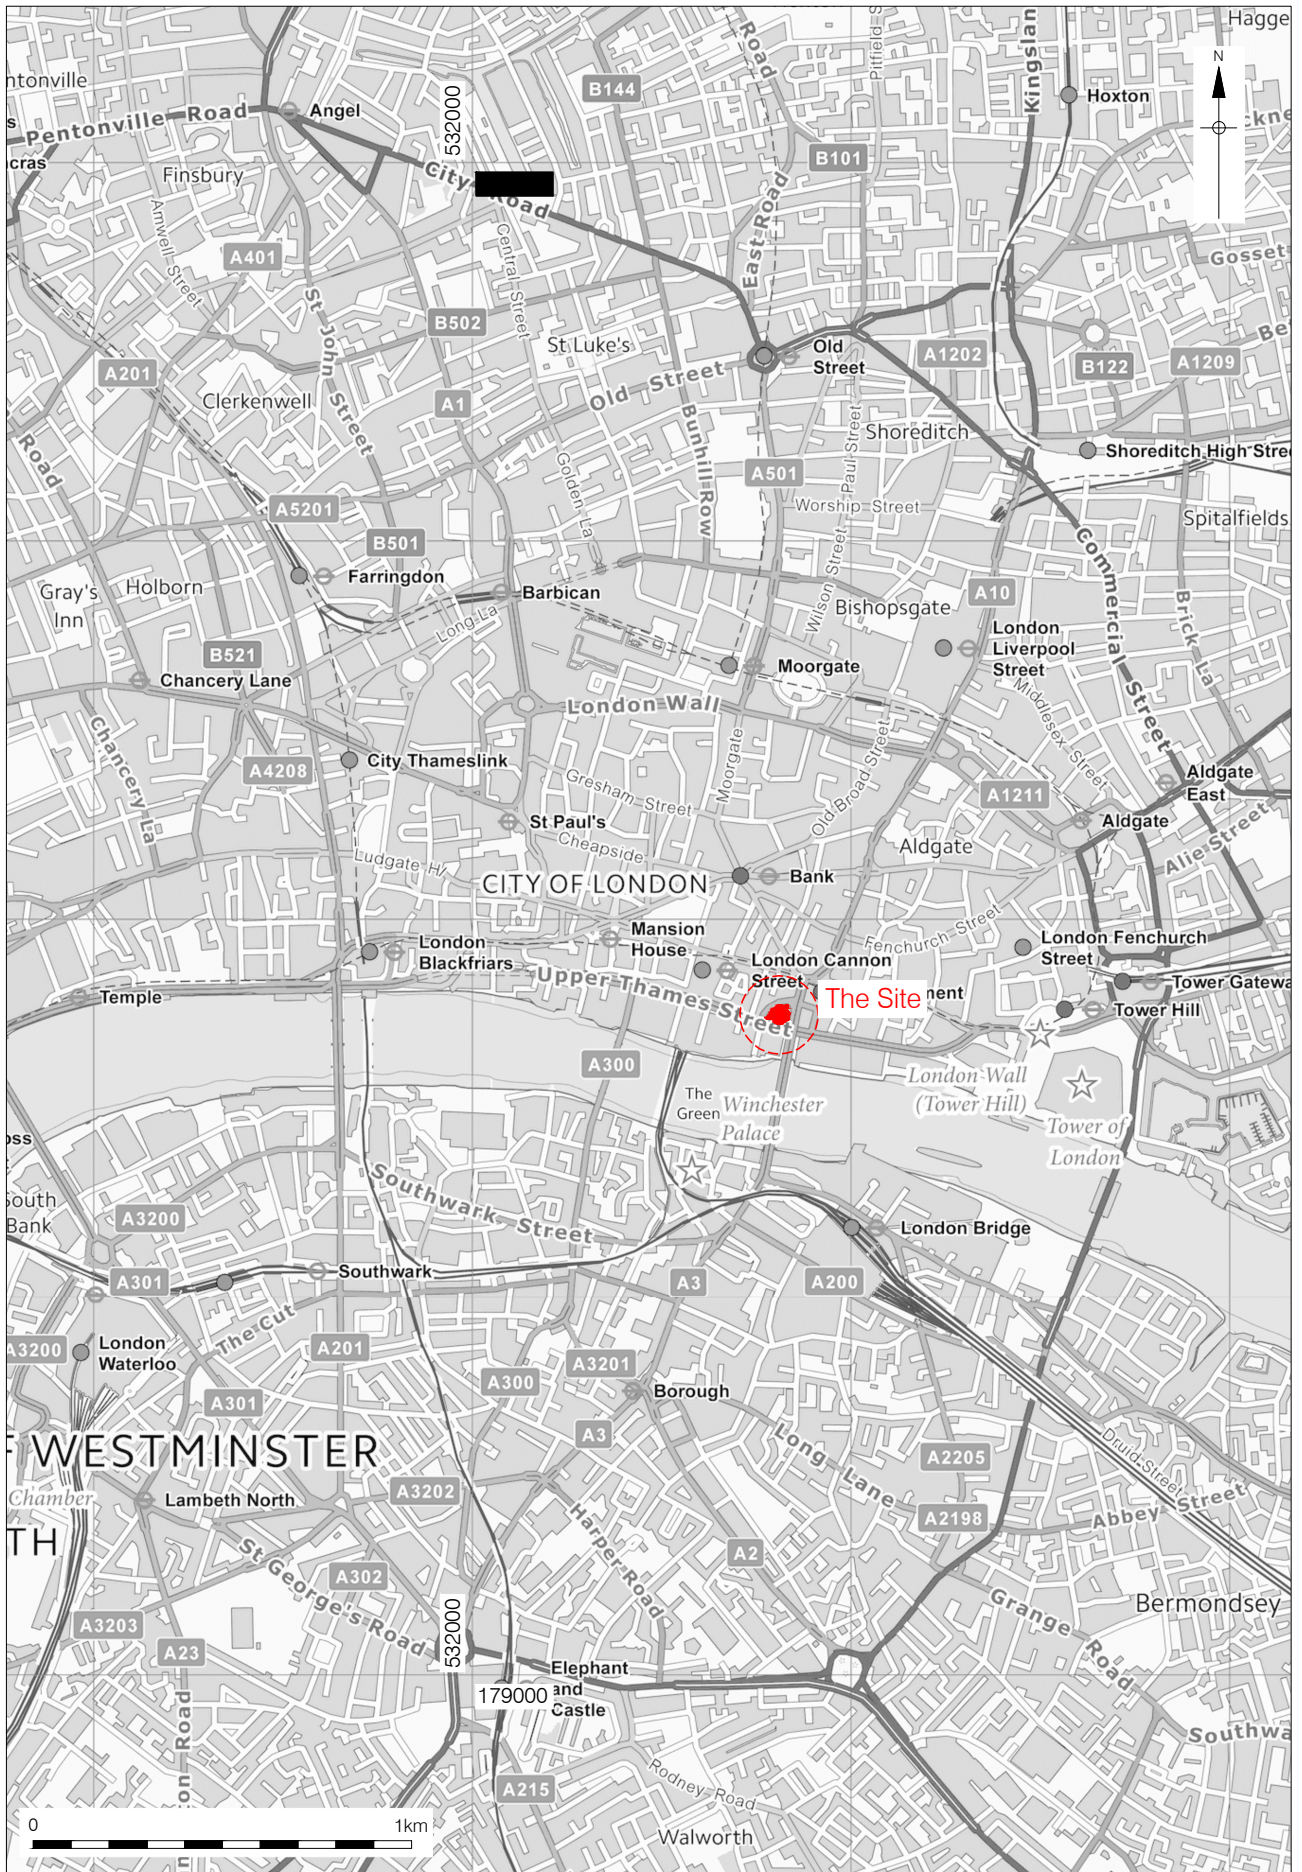 Hagge
N
ntonville
Road
Pitfield S
Kingslan
B144
Hoxton
532000
Angel
s
Pentonville Road
ckne
cras
Finsbury
B101
City Road
Amwell Street
East Road
A401
Central Street
Gosset
St John Street
B502
Be
St Luke's
Old
Street
A1202
B122
A1209
A201
Old Street
Clerkenwell
A1
Bunhill Row
Paul Street
Shoreditch
Road
Shoreditch High Stre
Golden La
A501
A5201
Worship Street
Spitalfields
B501
Commercial Street
Farringdon
Gray's
Inn
Holborn
Barbican
Wilson Street
A10
Bishopsgate
Brick La
Long La
London
Liverpool
Street
B521
Moorgate
Chancery Lane
Middlesex Street
London Wall
Chancery La
Moorgate
Old Broad Street
City Thameslink
A4208
Gresham Street
Aldgate
East
A1211
St Paul's
Aldgate
Cheapside
Aldgate
Alie Street
Ludgate H/
CITY OF LONDON
Bank
Mansion
House
Fenchurch Street
London
Blackfriars
London Fenchurch
Street
London Cannon
Street
Upper Thames Street
Tower Gatewa
Temple
The Site
ment
Tower Hill
A300
London Wall
(Tower Hill)
The
Green
Winchester
Palace
Tower of
London
oss
Southwark Street
South
Bank
A3200
London Bridge
Southwark
A301
A3
A200
The Cut
A3200
London
Waterloo
A201
A3201
A300
Borough
A301
A3
Long Lane
Druid Street
F WESTMINSTER
A2205
Chamber
Lambeth North
A3202
A2198
Abbey Street
TH
Harper Road
St George's Road
A2
A302
Grange Road
Bermondsey
A3203
532000
A23
Elephant
and
Castle
179000
on Road
Southwa
A215
Rodney Road
0
1km
Walworth